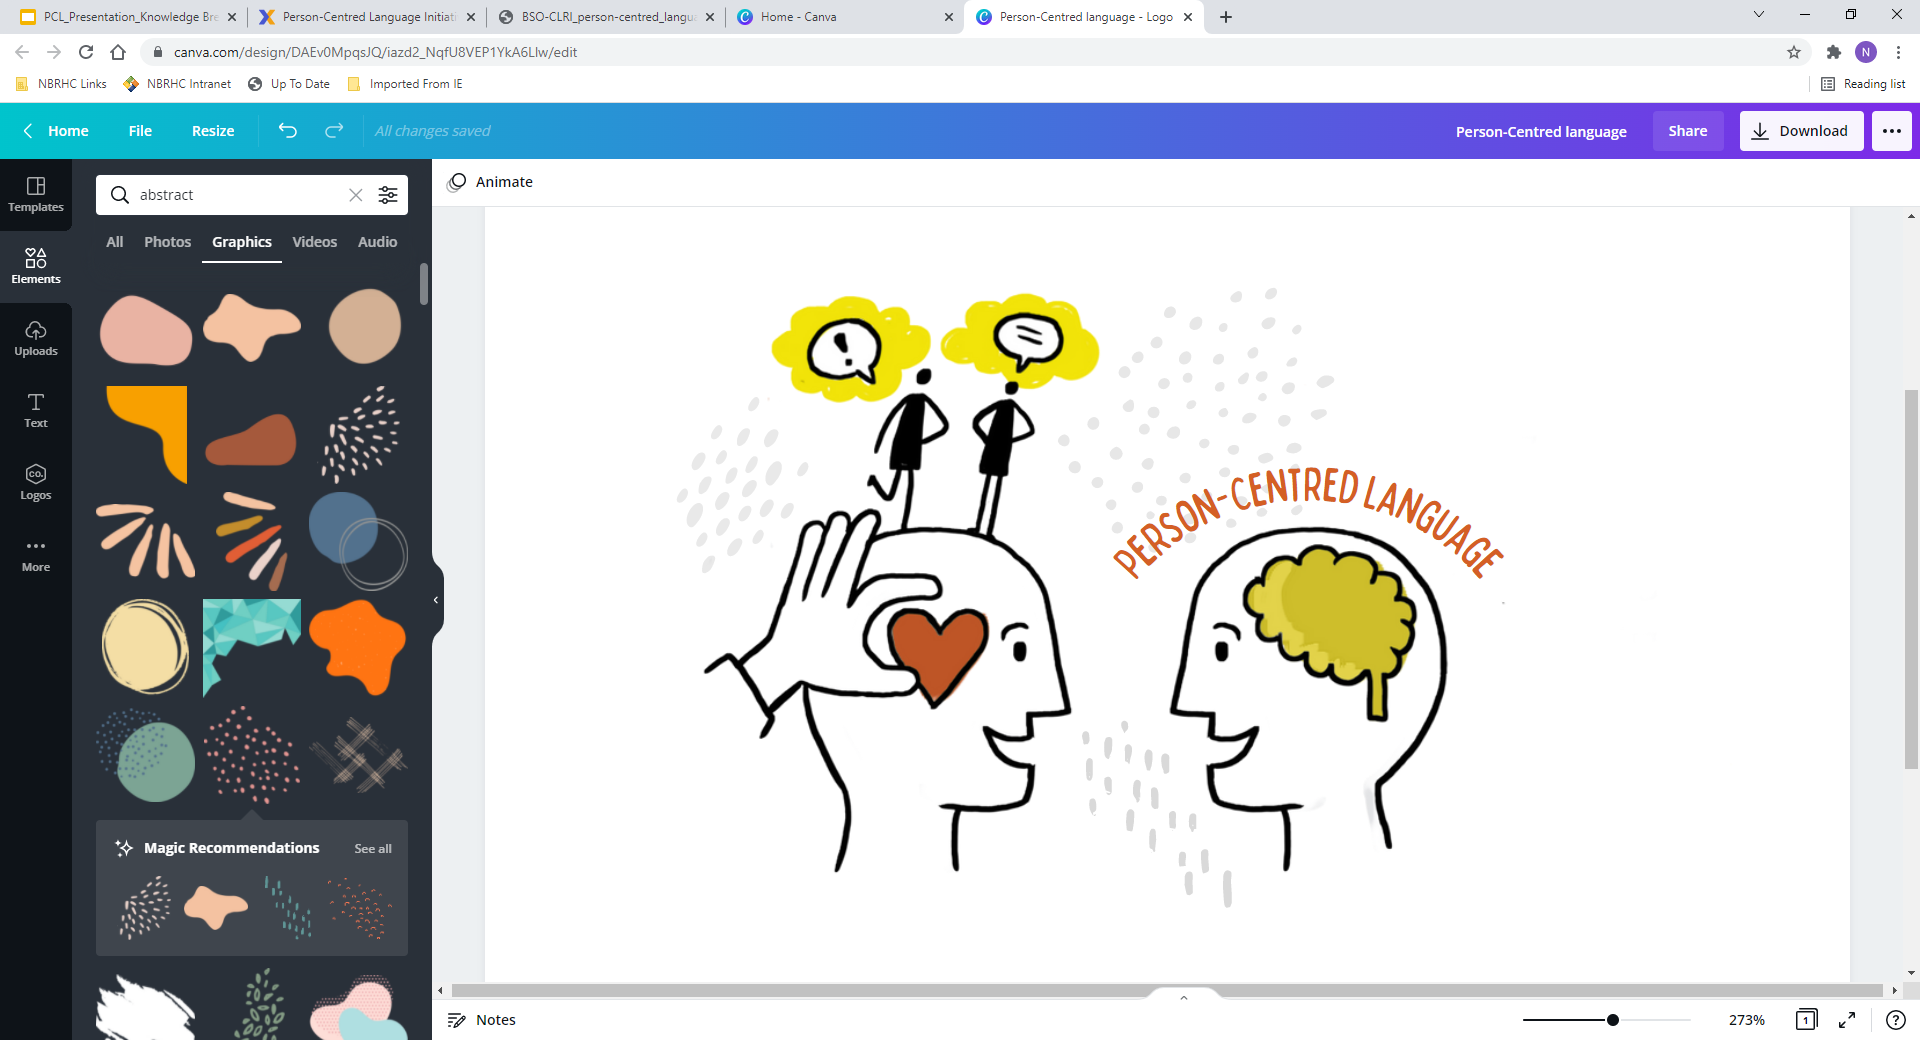 PCL_Presentation_Knowledge Bre
Person-Centred Language Initiati
BSO-CLRI_person-centred_langua
Home - Canva
Person-Centred language - Logo
canva.com/design/DAEv0MpqsJQ/iazd2_NqfU8VEP1YkA6LIw/edit
N
NBRHC Links
NBRHC Intranet
Up To Date
Imported From IE
Reading list
Home
File
Resize
All changes saved
Person-Centred language
Share
Download
Templates
Elements
Uploads
Text
CO.
Logos
More
abstract
All
Photos
Graphics
Videos
Audio
Magic Recommendations
See all
Animate
!
PERSON-CENTRED LANGUAGE
Notes
273%
1
?